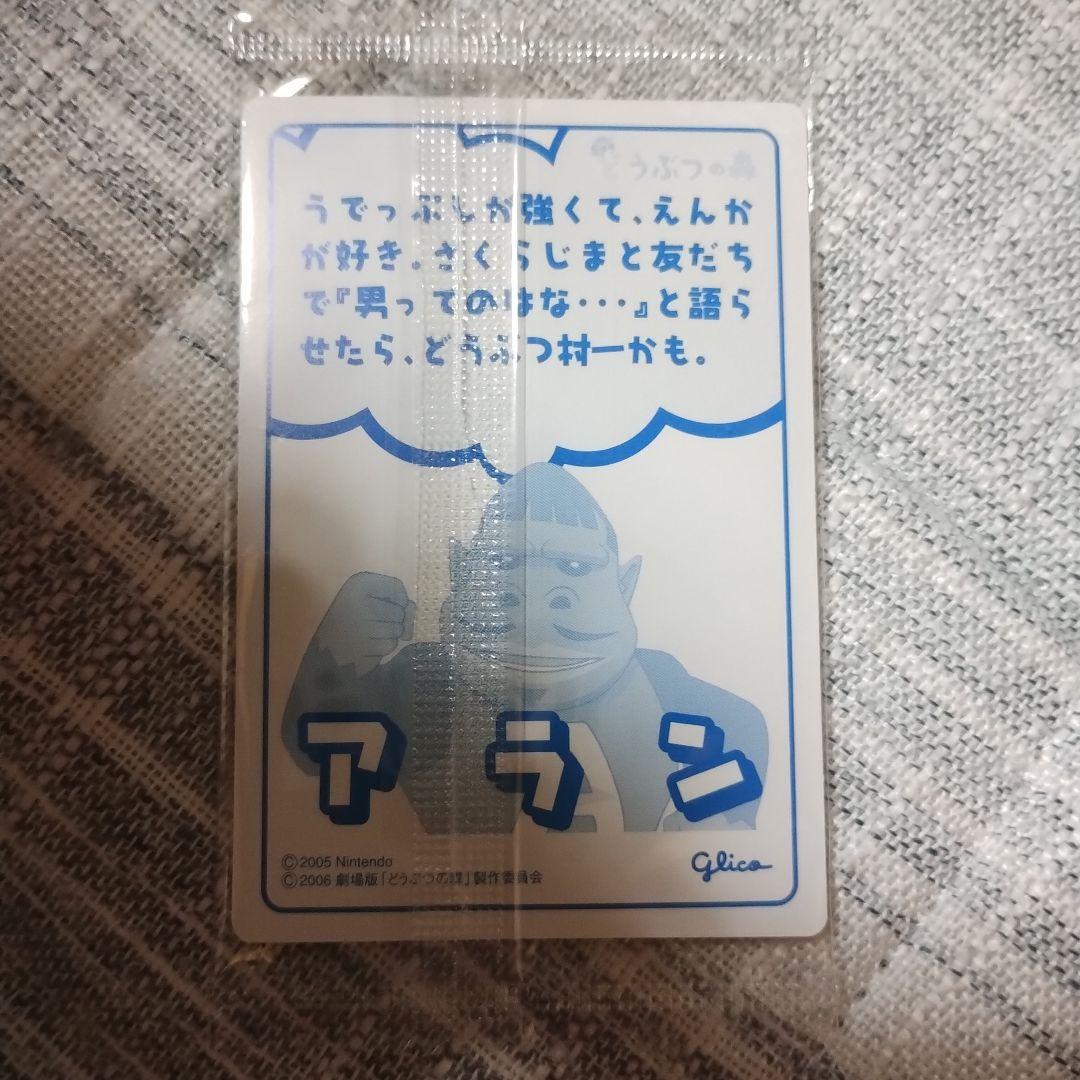 どうぶつの森
うでっぷしが強くて、えんか
が好き。さくらじまと友だち
で『男ってのはな・・・』と語ら
せたら、どうぶつ村一かも。
アラン
©2005 Nintendo
©2006 劇場版「どうぶつの森」製作委員会
glico